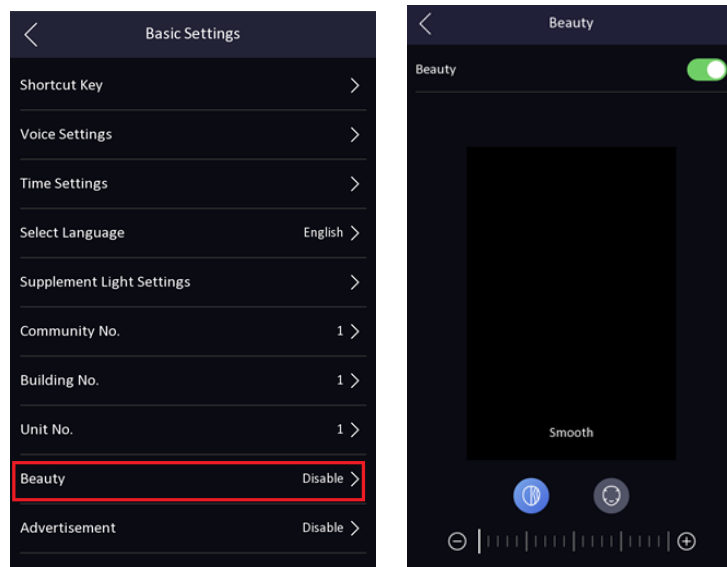 Basic Settings
Shortcut Key
Voice Settings
Time Settings
Select Language English
Supplement Light Settings
Community No. 1
Building No. 1
Unit No. 1
Beauty Disable
Advertisement Disable
Beauty
Beauty
Smooth